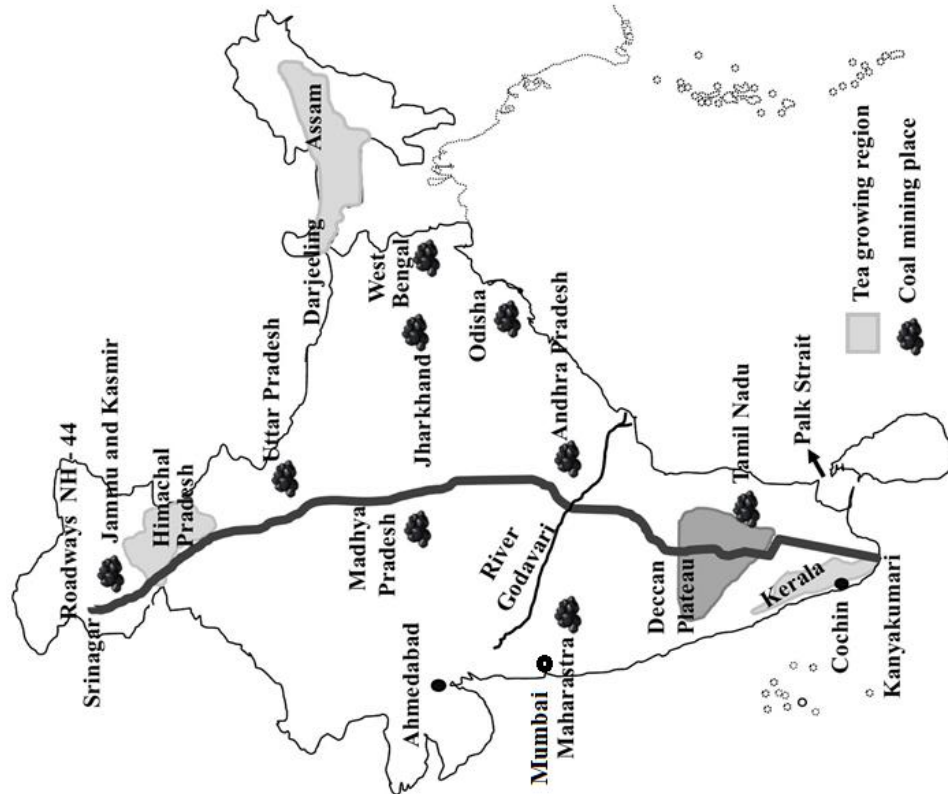 Roadways NH - 44
Srinagar
Jammu and Kasmir
Himachal
Pradesh
Uttar Pradesh
Darjeeling
Assam
Madhya
Pradesh
Jharkhand
West
Bengal
Ahmedabad
Odisha
River
Godavari
Andhra Pradesh
Mumbai
Maharastra
Deccan
Plateau
Tamil Nadu
Palk Strait
Kerala
Cochin
Kanyakumari
Tea growing region
Coal mining place